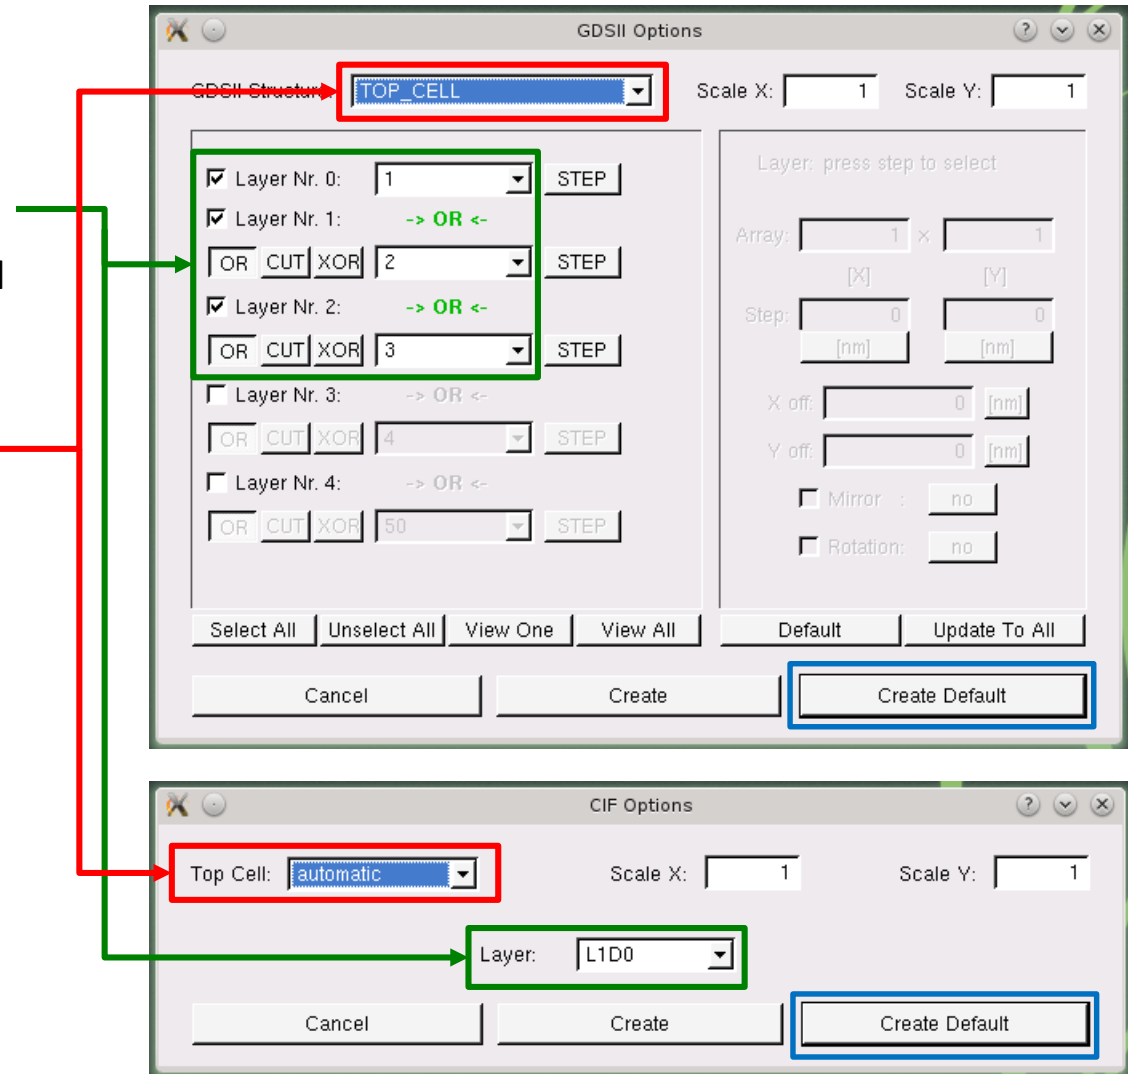 GDSII Options
GDSII Structure: TOP_CELL Scale X: 1 Scale Y: 1
Layer: press step to select
Layer Nr. 0: 1 STEP
Layer Nr. 1: -> OR <-
Array: 1 x 1
OR CUT XOR 2 STEP
[X] [Y]
Layer Nr. 2: -> OR <-
Step: 0 0
OR CUT XOR 3 STEP
[nm] [nm]
Layer Nr. 3: -> OR <-
X off: 0 [nm]
OR CUT XOR 4 STEP
Y off: 0 [nm]
Layer Nr. 4: -> OR <-
Mirror : no
OR CUT XOR 50 STEP
Rotation: no
Select All Unselect All View One View All Default Update To All
Cancel Create Create Default
CIF Options
Top Cell: automatic Scale X: 1 Scale Y: 1
Layer: L1D0
Cancel Create Create Default